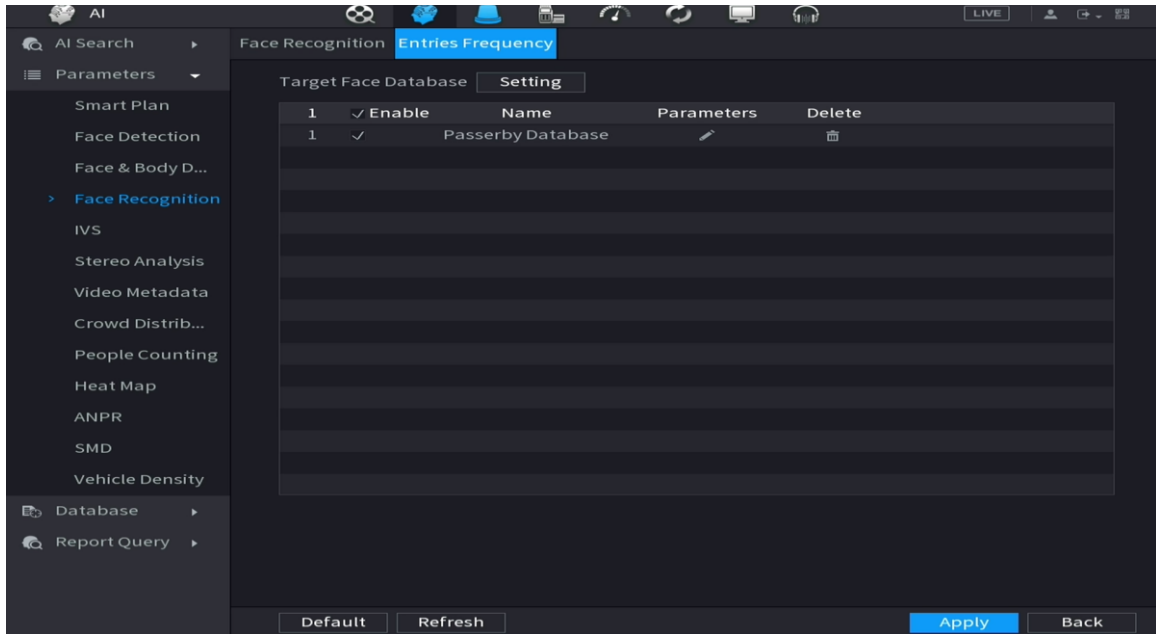 AI
LIVE
AI Search
Parameters
Smart Plan
Face Detection
Face & Body D...
Face Recognition
IVS
Stereo Analysis
Video Metadata
Crowd Distrib...
People Counting
Heat Map
ANPR
SMD
Vehicle Density
Database
Report Query
Face Recognition Entries Frequency
Target Face Database Setting
1 Enable Name Parameters Delete
1 Passerby Database
Default Refresh Apply Back